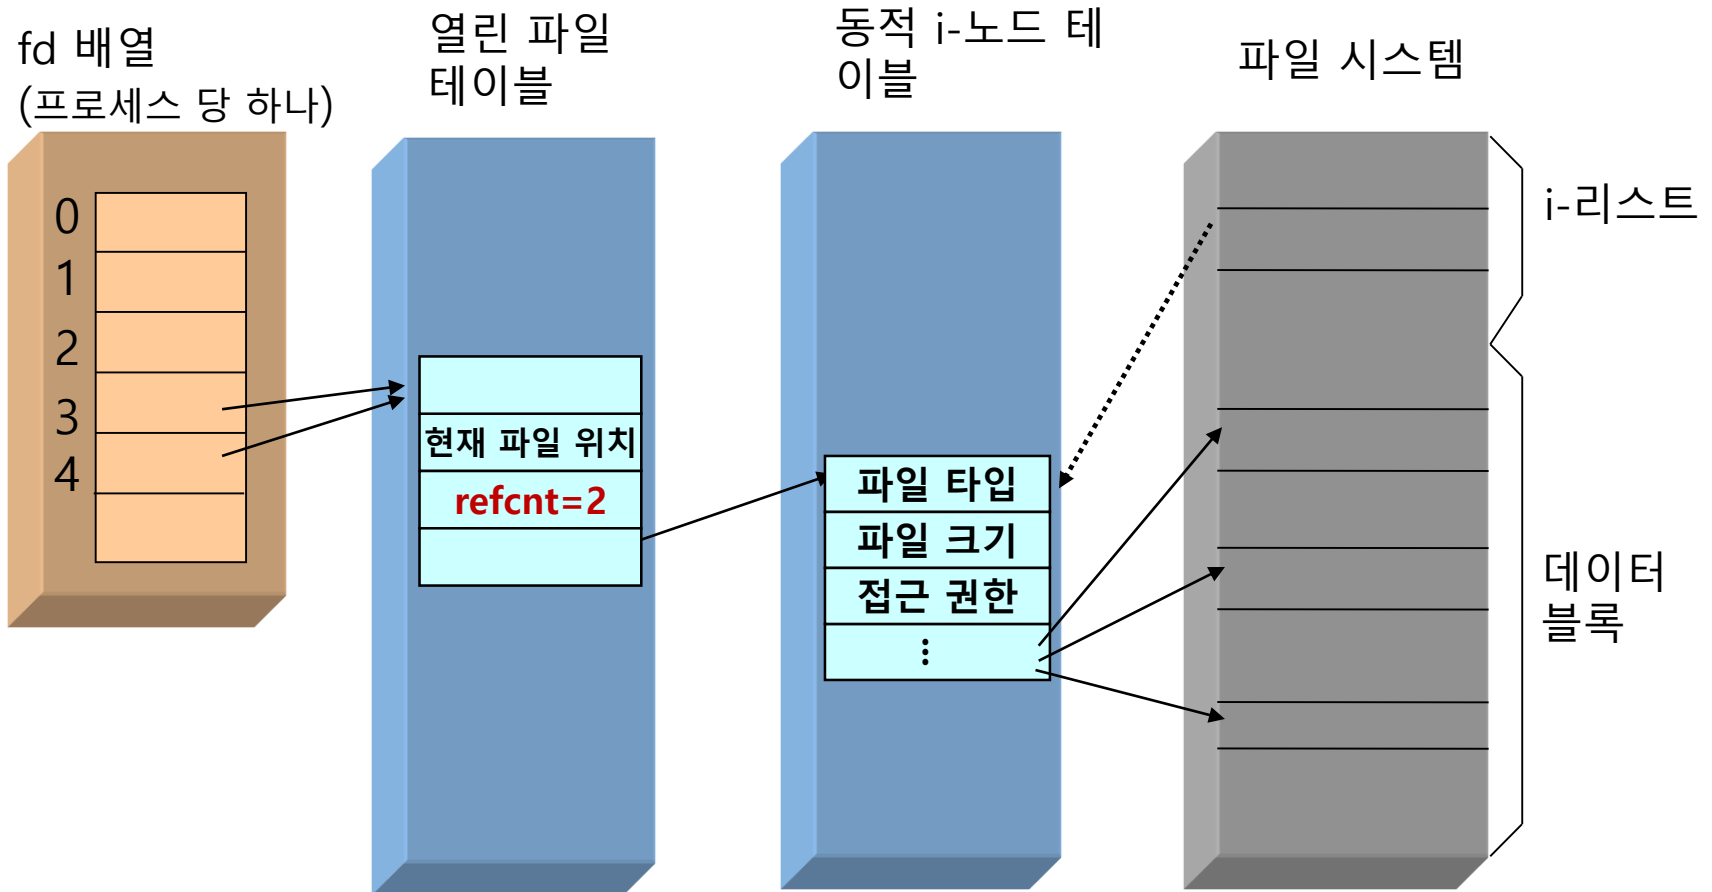 fd 배열
(프로세스 당 하나)
열린 파일
테이블
동적 i-노드 테
이블
파일 시스템
0
1
2
3
4
현재 파일 위치
refcnt=2
파일 타입
파일 크기
접근 권한
⋮
i-리스트
데이터
블록